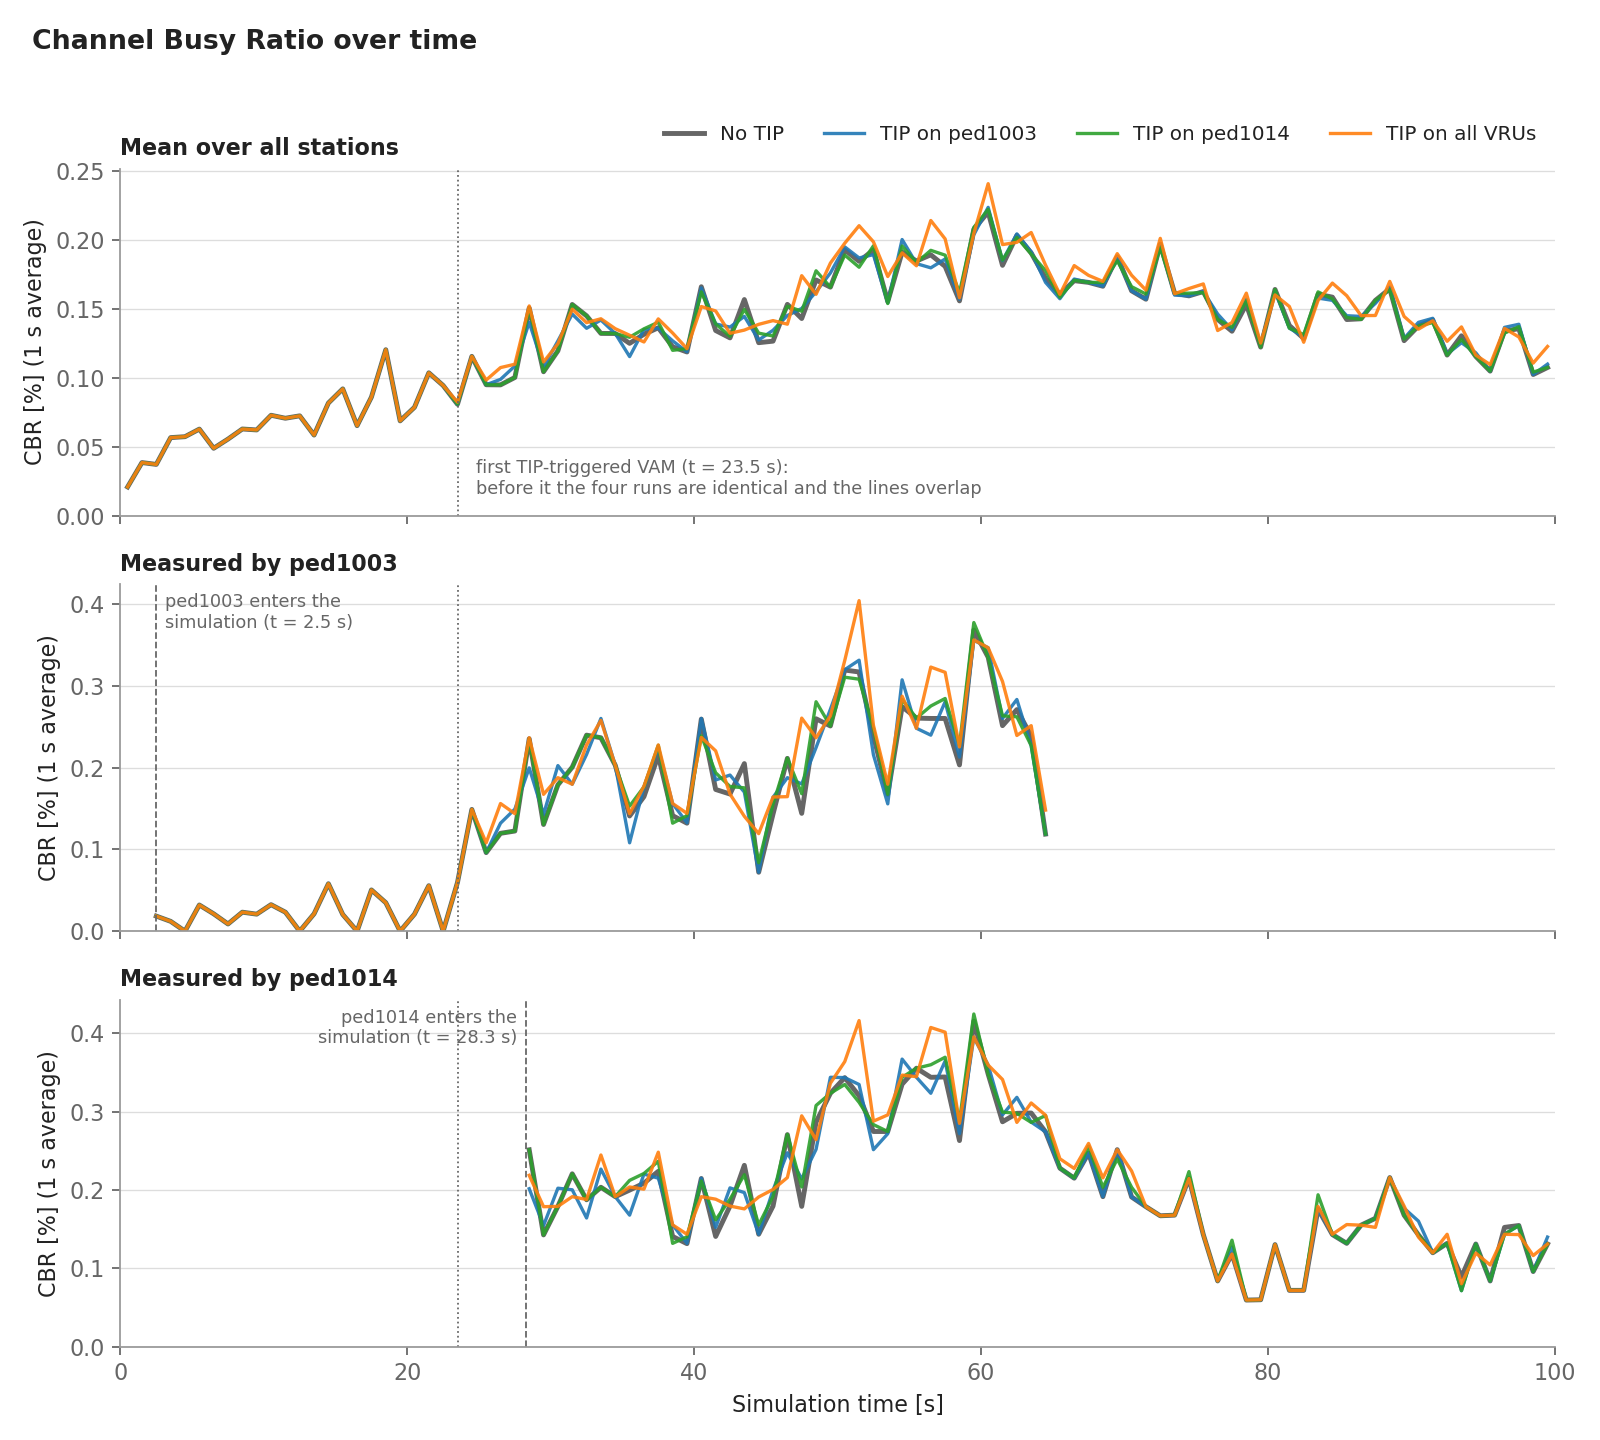 Channel Busy Ratio over time
No TIP
TIP on ped1003
TIP on ped1014
TIP on all VRUs
Mean over all stations
CBR [%] (1 s average)
0.25
0.20
0.15
0.10
0.05
0.00
first TIP-triggered VAM (t = 23.5 s):
before it the four runs are identical and the lines overlap
Measured by ped1003
CBR [%] (1 s average)
0.4
0.3
0.2
0.1
0.0
ped1003 enters the
simulation (t = 2.5 s)
Measured by ped1014
CBR [%] (1 s average)
0.4
0.3
0.2
0.1
0.0
ped1014 enters the
simulation (t = 28.3 s)
0
20
40
60
80
100
Simulation time [s]